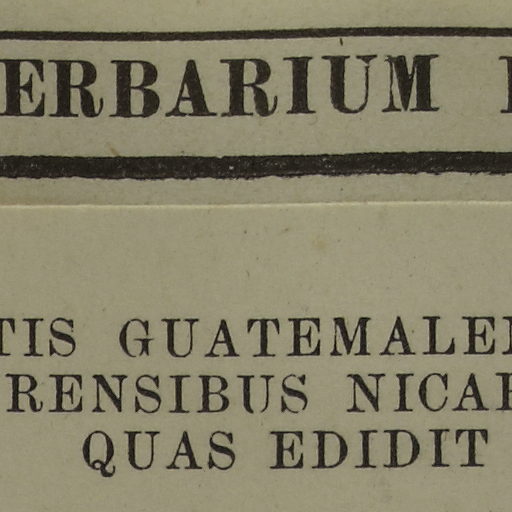 ERBARIUM
TIS GUATEMALE
RENSIBUS NICA
QUAS EDIDIT